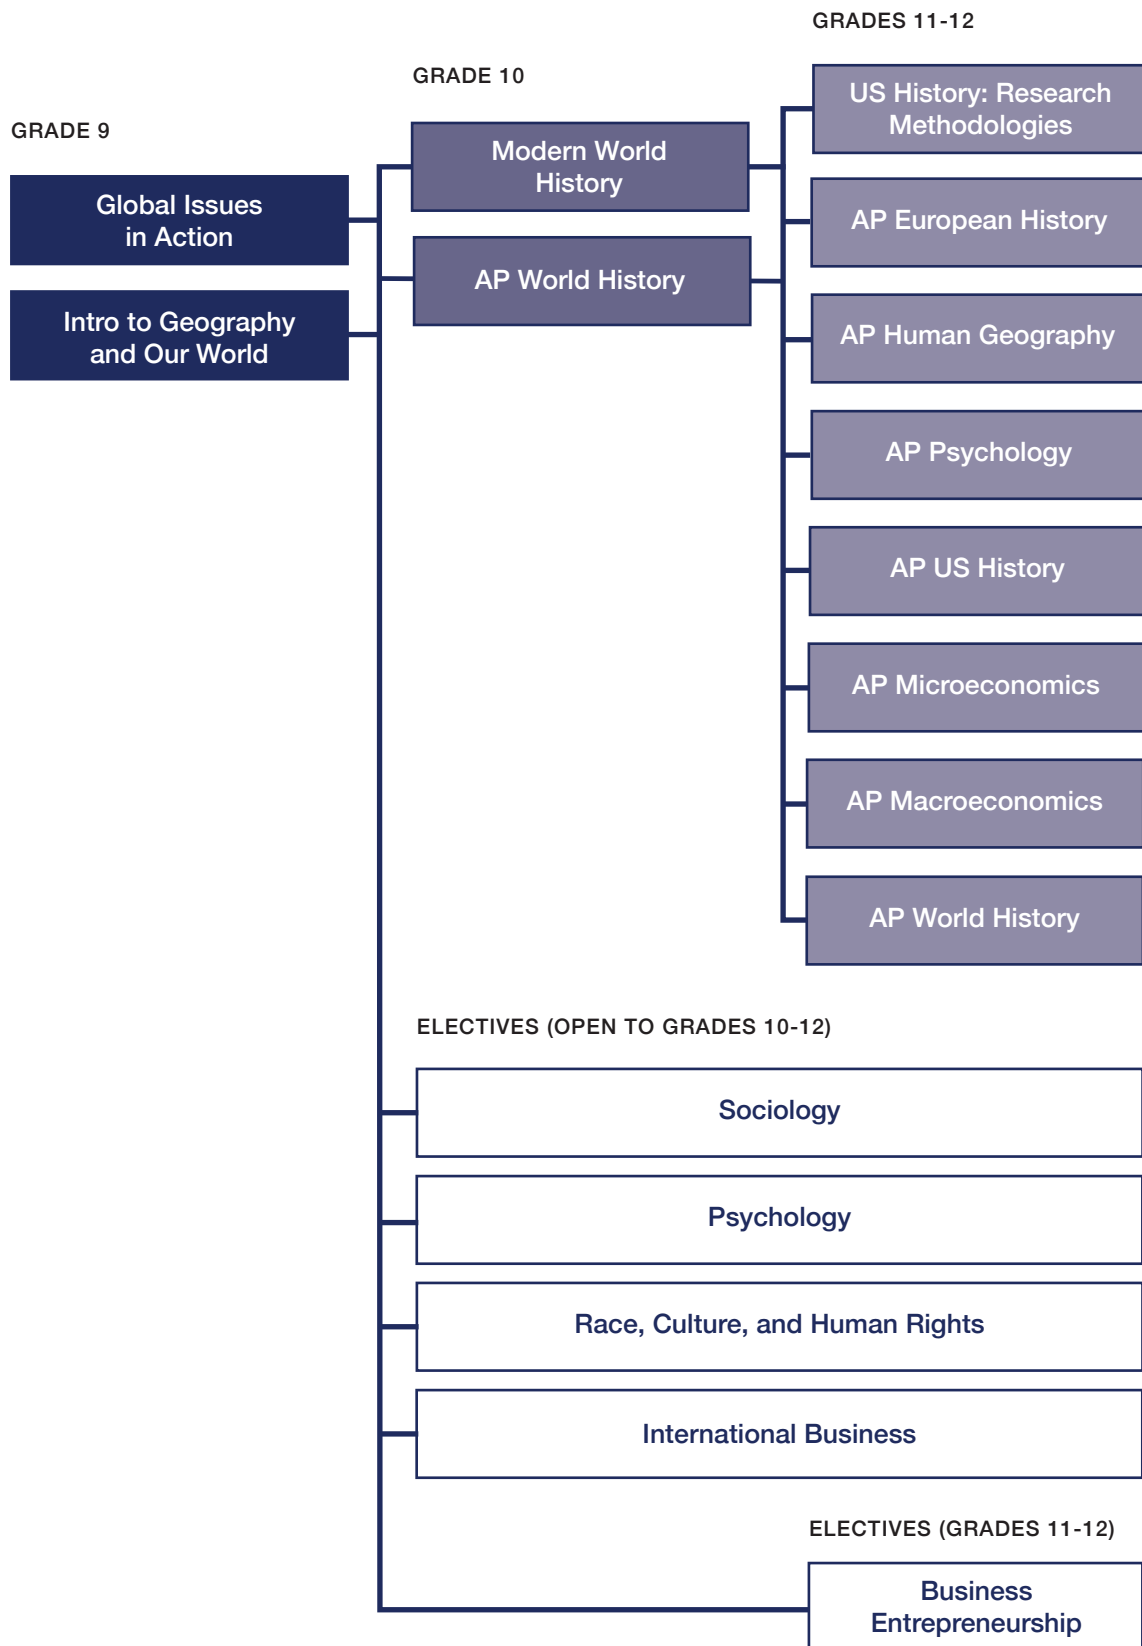 GRADE 9
Global Issues
in Action
Intro to Geography
and Our World
GRADE 10
Modern World
History
AP World History
GRADES 11-12
US History: Research
Methodologies
AP European History
AP Human Geography
AP Psychology
AP US History
AP Microeconomics
AP Macroeconomics
AP World History
ELECTIVES (OPEN TO GRADES 10-12)
Sociology
Psychology
Race, Culture, and Human Rights
International Business
ELECTIVES (GRADES 11-12)
Business
Entrepreneurship